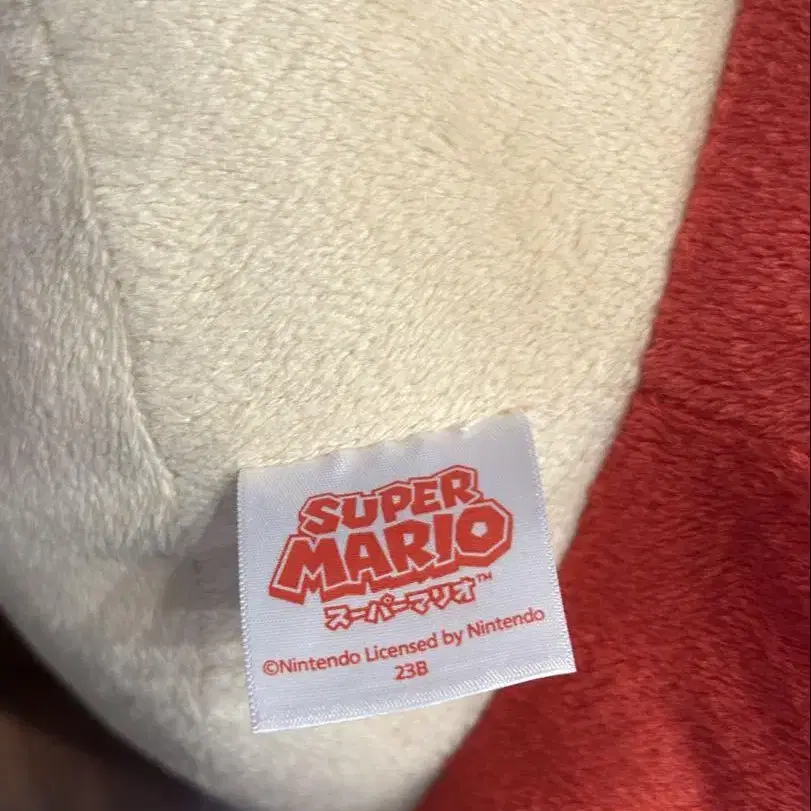 SUPER
MARIO
スーパーマリオ™
©Nintendo Licensed by Nintendo
23B